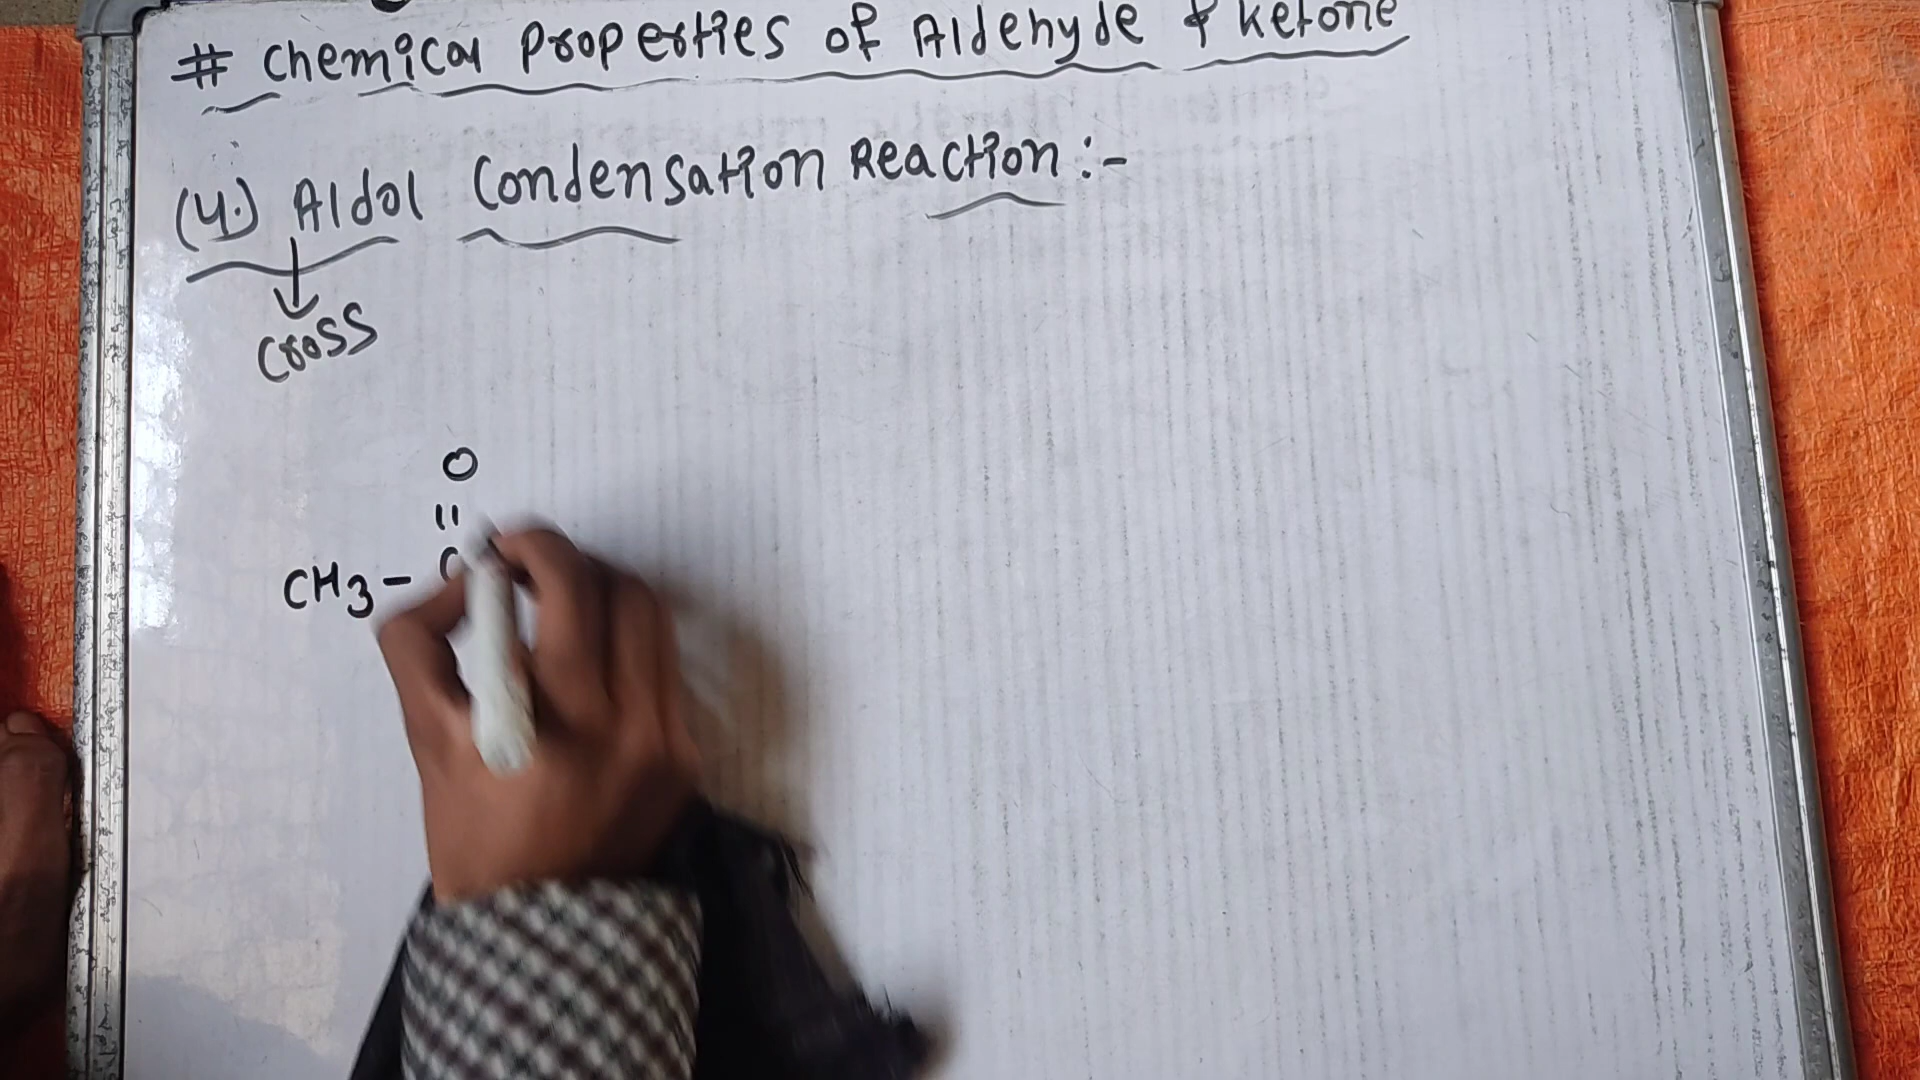 # Chemical Properties of Aldehyde & Ketone
(4.) Aldol Condensation Reaction :-
Cross
O
||
CH3 - C